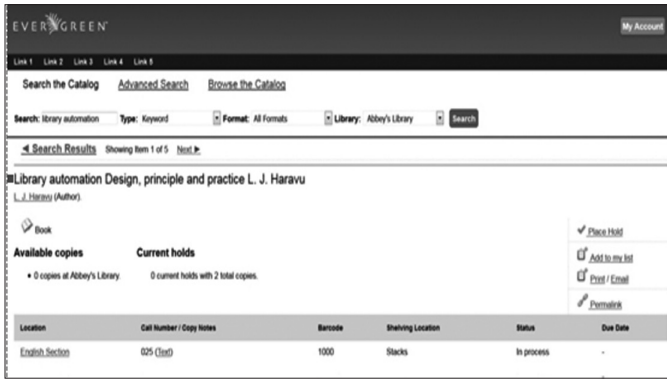 EVERGREEN
My Account
Link 1 Link 2 Link 3 Link 4 Link 5
Search the Catalog Advanced Search Browse the Catalog
Search: library automation Type: Keyword Format: All Formats Library: Abbey's Library Search
◄ Search Results Showing Item 1 of 5 Next ►
Library automation Design, principle and practice L. J. Haravu
L. J. Haravu (Author).
Book
Place Hold
Available copies Current holds
Add to my list
• 0 copies at Abbey's Library. 0 current holds with 2 total copies.
Print / Email
Permalink
Location Call Number / Copy Notes Barcode Shelving Location Status Due Date
English Section 025 (Text) 1000 Stacks In process -